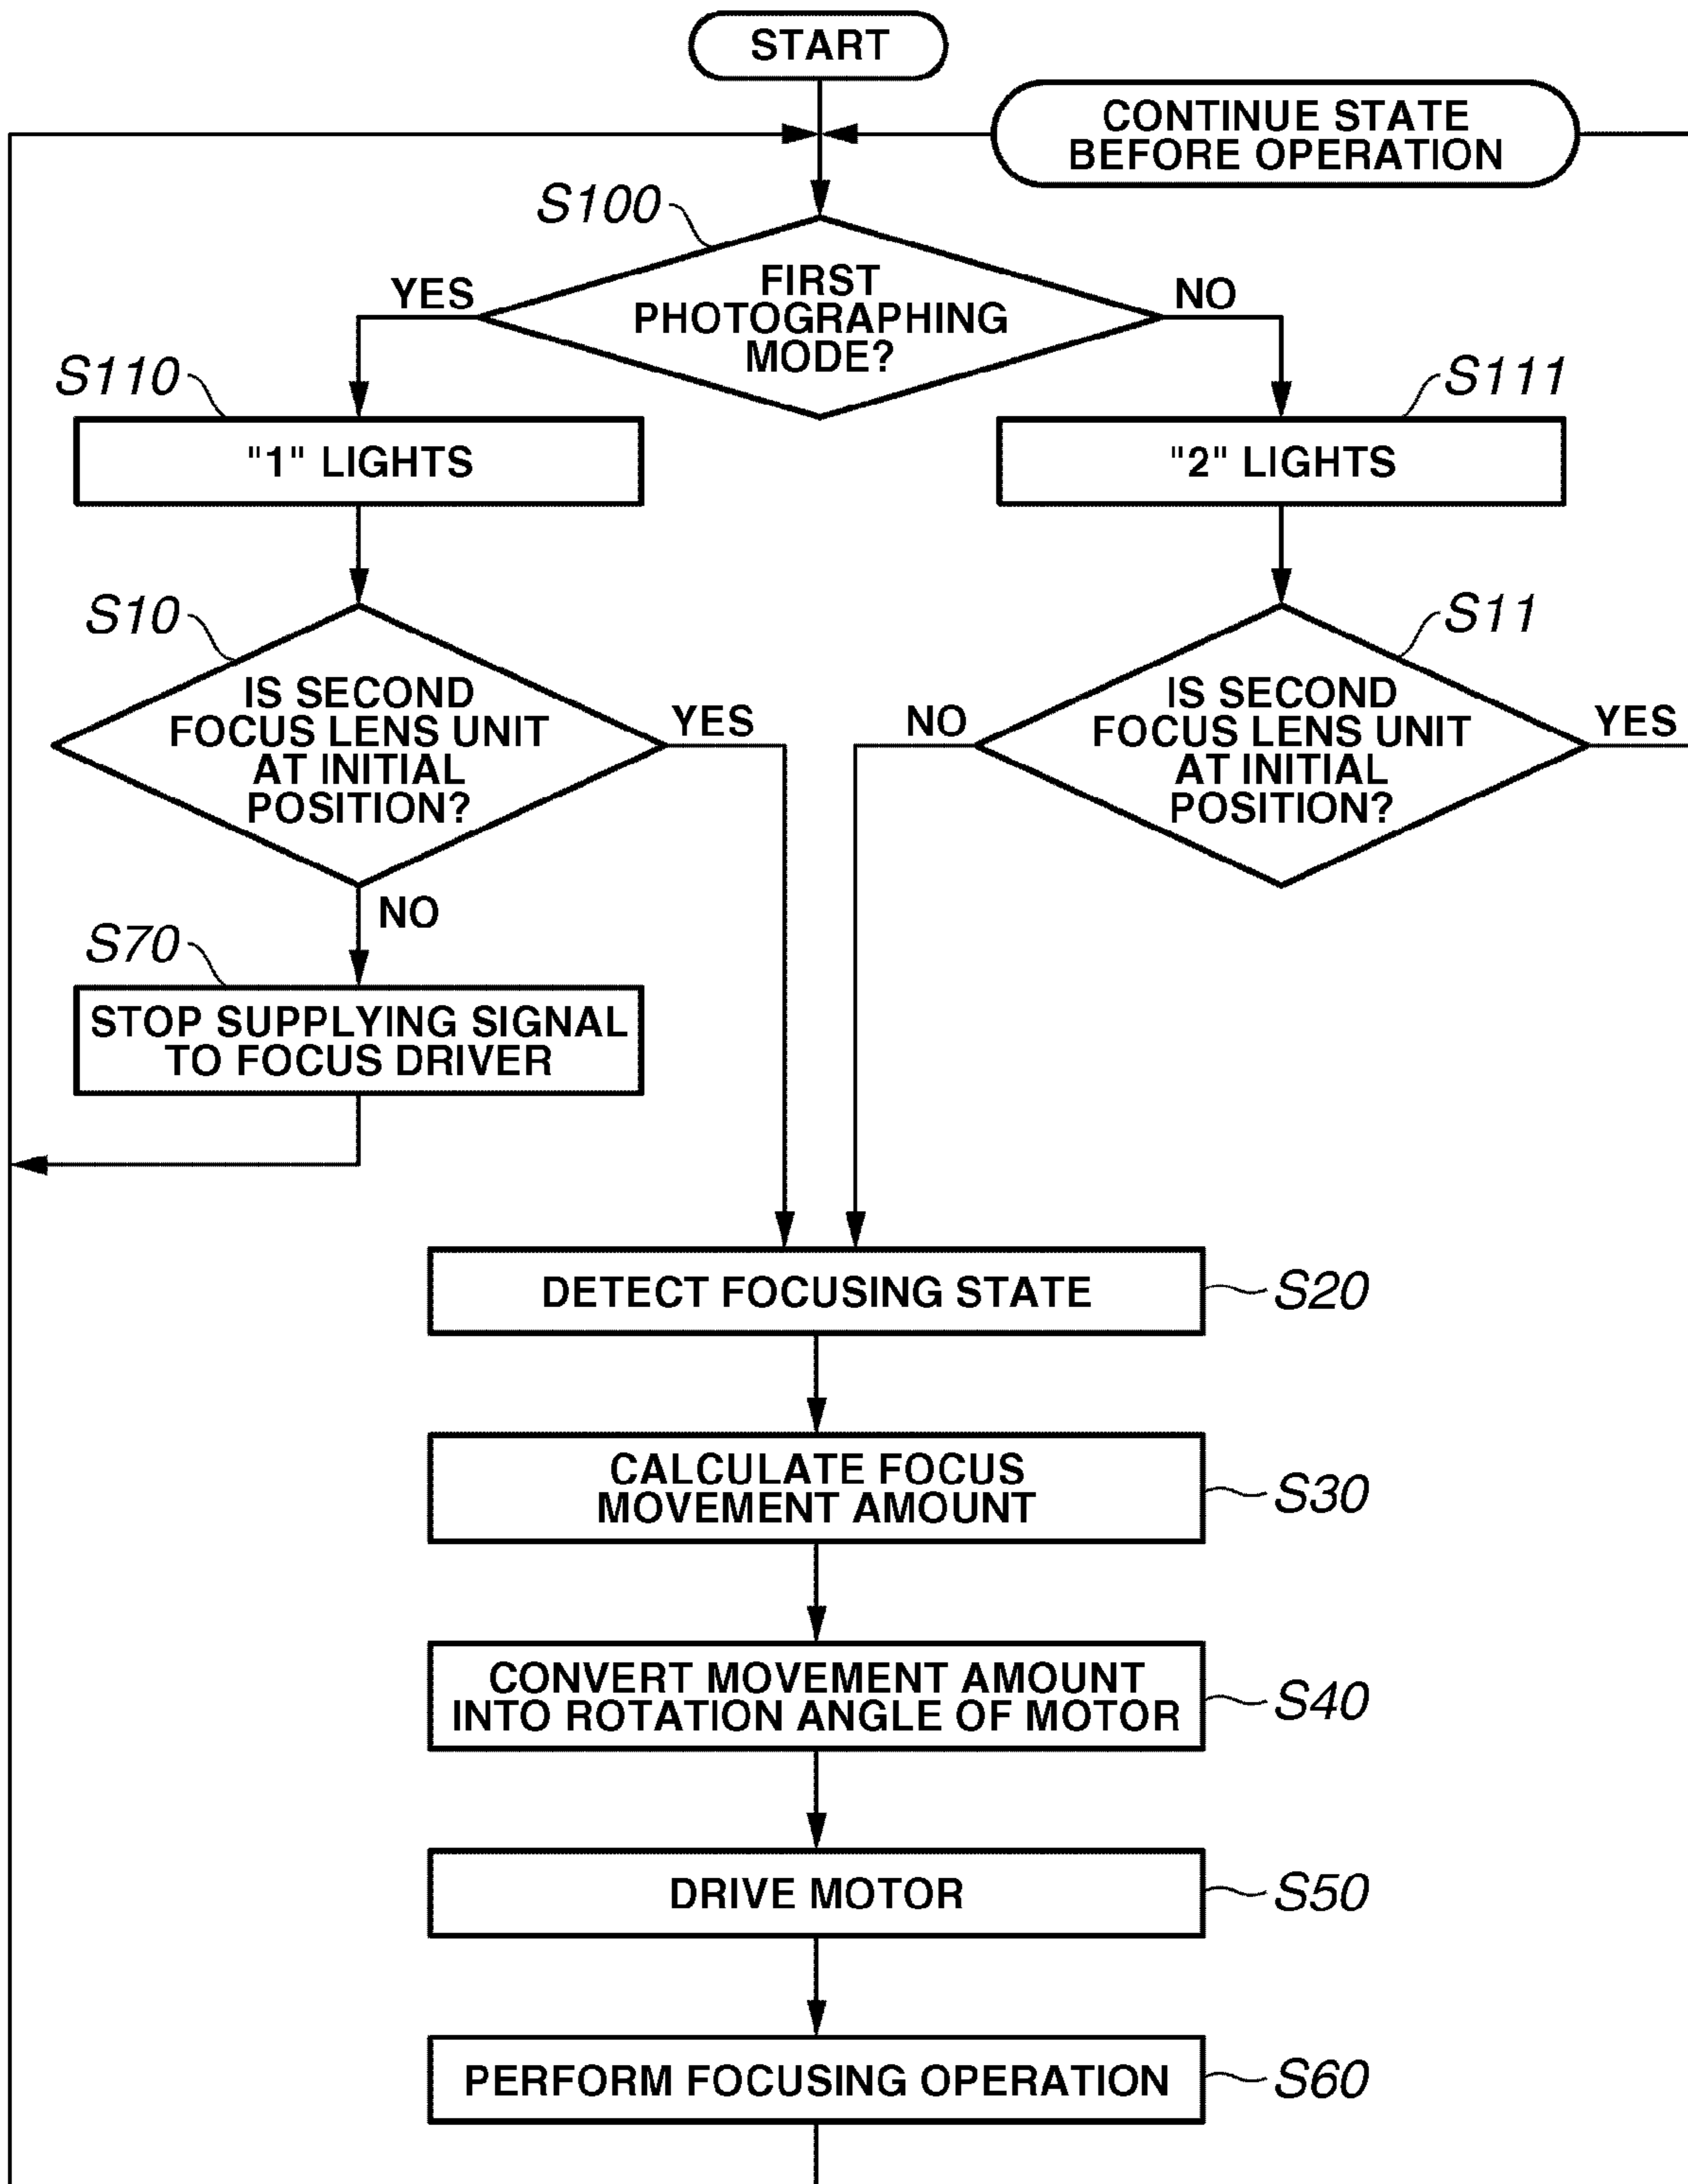 START
CONTINUE STATE
BEFORE OPERATION
S100
FIRST
PHOTOGRAPHING
MODE?
YES
NO
S110
"1" LIGHTS
S111
"2" LIGHTS
S10
IS SECOND
FOCUS LENS UNIT
AT INITIAL
POSITION?
YES
NO
S11
IS SECOND
FOCUS LENS UNIT
AT INITIAL
POSITION?
NO
YES
S70
STOP SUPPLYING SIGNAL
TO FOCUS DRIVER
DETECT FOCUSING STATE
S20
CALCULATE FOCUS
MOVEMENT AMOUNT
S30
CONVERT MOVEMENT AMOUNT
INTO ROTATION ANGLE OF MOTOR
S40
DRIVE MOTOR
S50
PERFORM FOCUSING OPERATION
S60